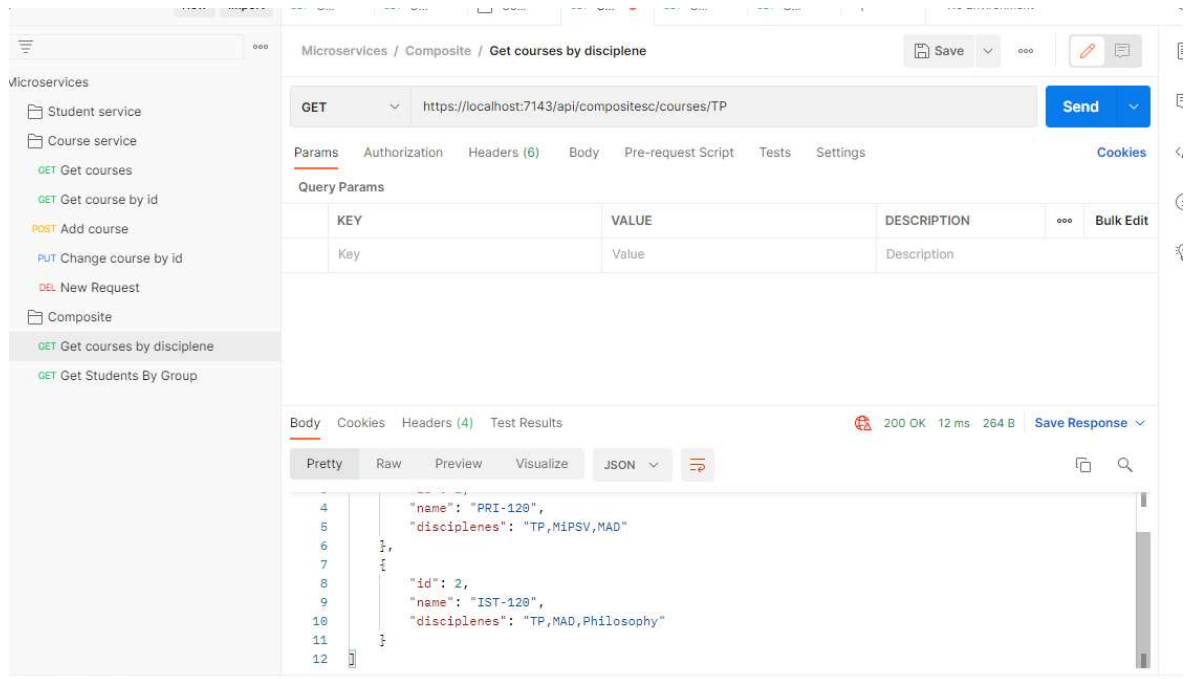 Microservices / Composite / Get courses by disciplene
Save
Microservices
Student service
Course service
GET Get courses
GET Get course by id
POST Add course
PUT Change course by id
DEL New Request
Composite
GET Get courses by disciplene
GET Get Students By Group
GET
https://localhost:7143/api/compositesc/courses/TP
Send
Params Authorization Headers (6) Body Pre-request Script Tests Settings Cookies
Query Params
KEY VALUE DESCRIPTION Bulk Edit
Key Value Description
Body Cookies Headers (4) Test Results 200 OK 12 ms 264 B Save Response
Pretty Raw Preview Visualize JSON
4 "name": "PRI-120",
5 "disciplenes": "TP,MiPSV,MAD"
6 },
7 {
8 "id": 2,
9 "name": "IST-120",
10 "disciplenes": "TP,MAD,Philosophy"
11 }
12 ]